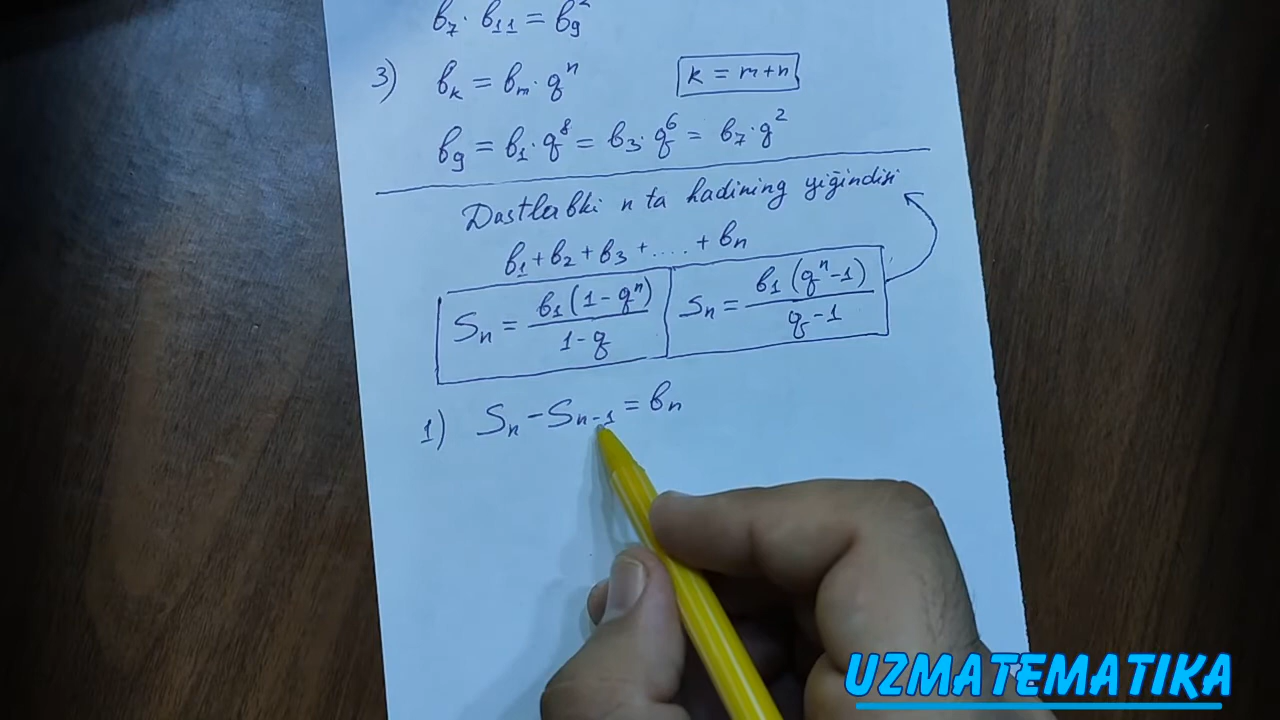 b₇ · b₁₁ = b₉²
3) bₖ = bₘ · qⁿ k = m+n
b₉ = b₁ · q⁸ = b₃ · q⁶ = b₇ · q²
Dastlabki n ta hadining yig̃indisi
b₁ + b₂ + b₃ + .... + bₙ
Sₙ = b₁(1 - qⁿ) / 1 - q Sₙ = b₁(qⁿ - 1) / q - 1
1) Sₙ - Sₙ₋₁ = bₙ
UZMATEMATIKA